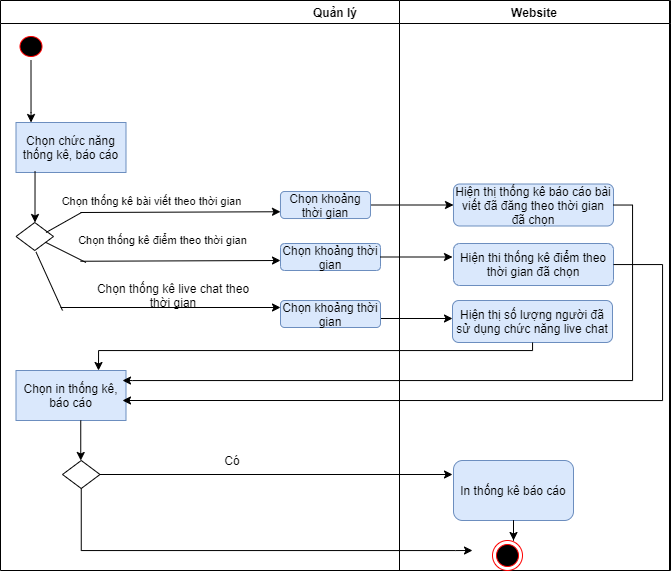 Quản lý
Website
Chọn chức năng
thống kê, báo cáo
Chọn thống kê bài viết theo thời gian
Chọn khoảng
thời gian
Hiện thị thống kê báo cáo bài
viết đã đăng theo thời gian
đã chọn
Chọn thống kê điểm theo thời gian
Chọn khoảng thời
gian
Hiện thi thống kê điểm theo
thời gian đã chọn
Chọn thống kê live chat theo
thời gian
Chọn khoảng thời
gian
Hiện thị số lượng người đã
sử dụng chức năng live chat
Chọn in thống kê,
báo cáo
Có
In thống kê báo cáo